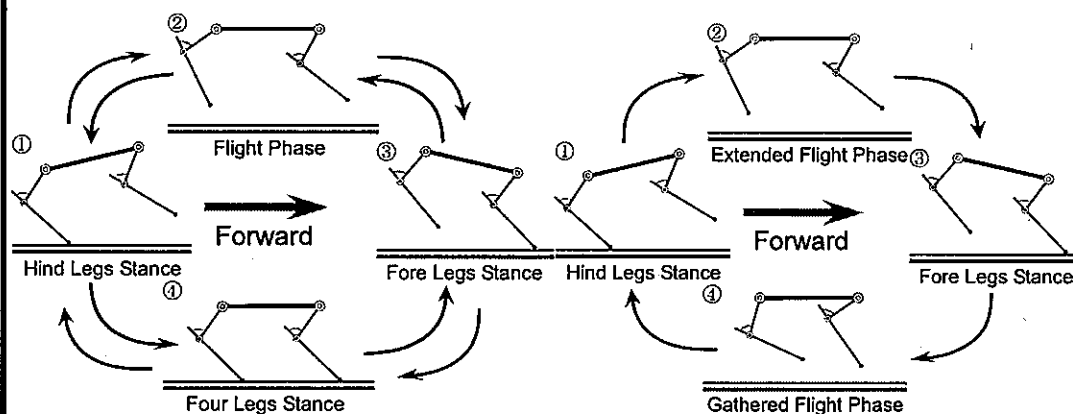 ②
Flight Phase
①
Hind Legs Stance
Forward
③
Fore Legs Stance
④
Four Legs Stance
②
Extended Flight Phase
①
Hind Legs Stance
Forward
③
Fore Legs Stance
④
Gathered Flight Phase